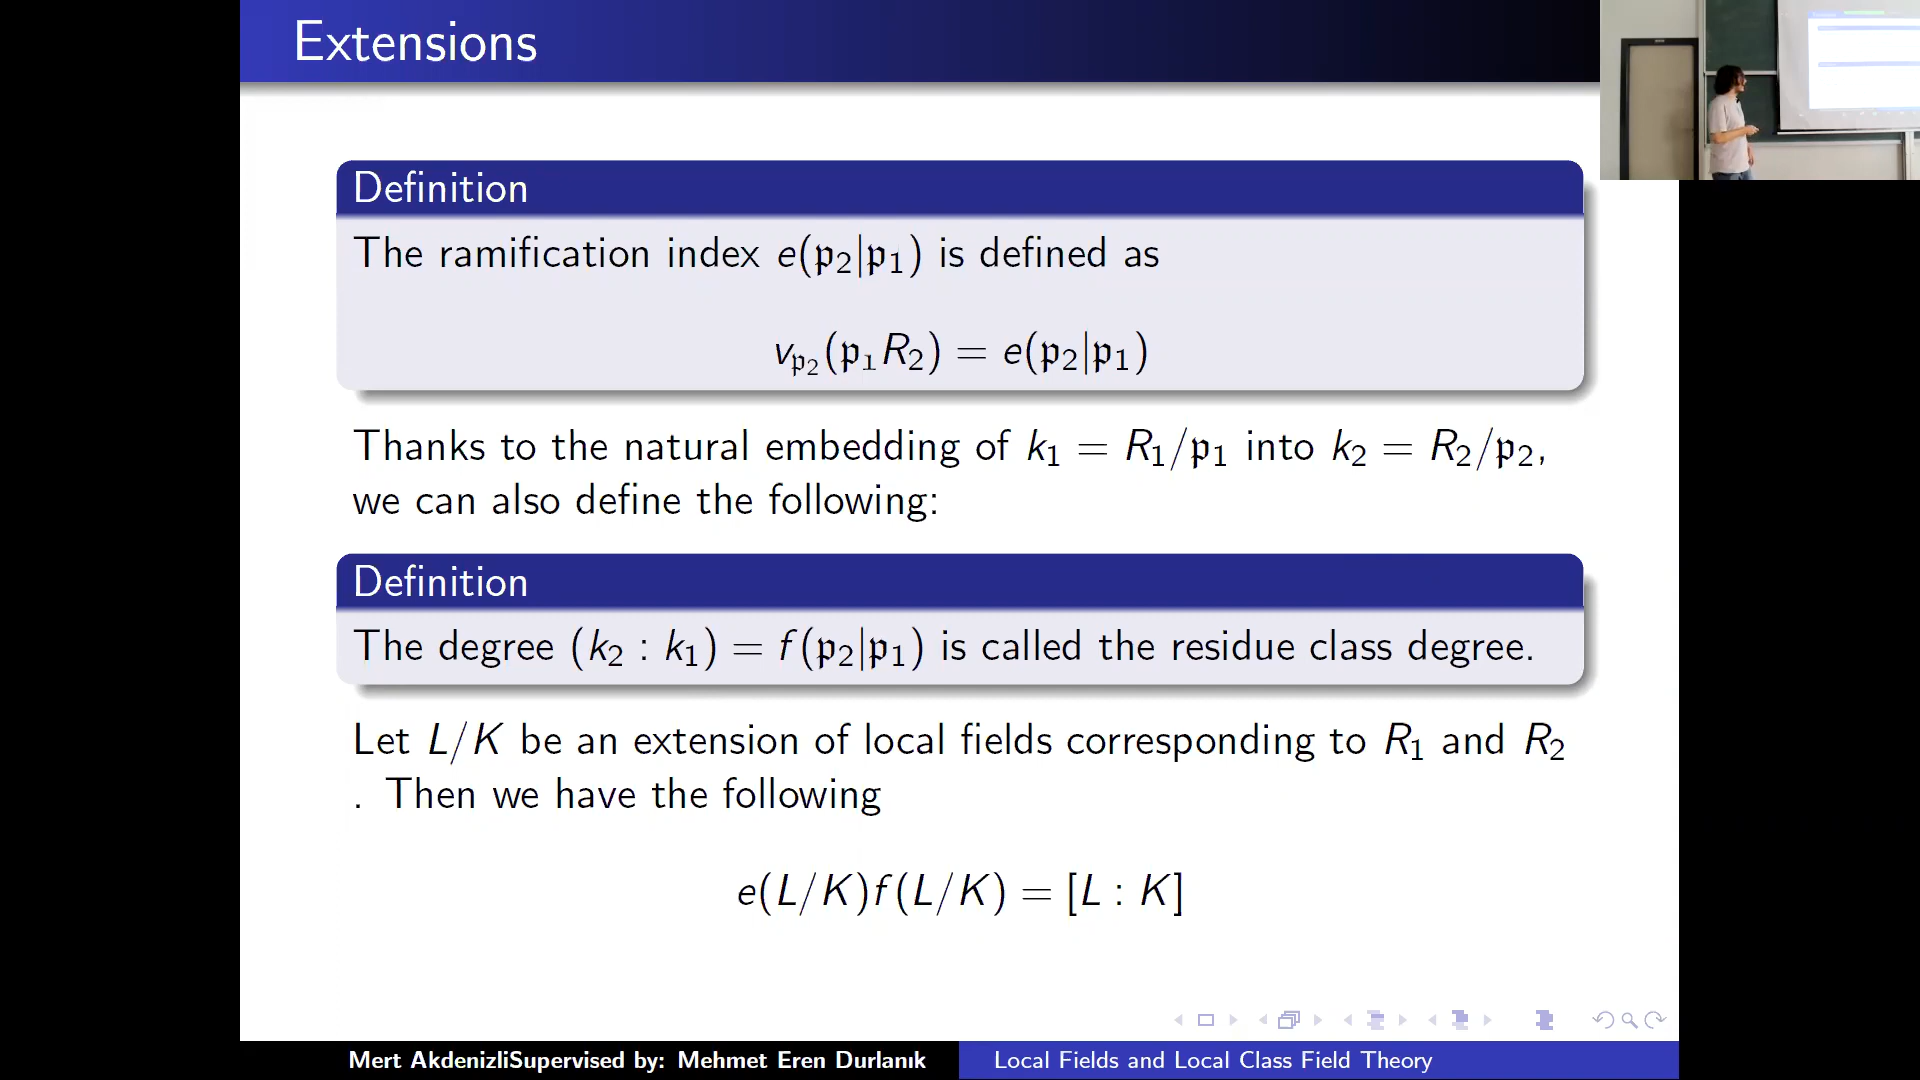 Extensions
Definition
The ramification index e(𝔭₂|𝔭₁) is defined as
v_{𝔭₂}(𝔭₁R₂) = e(𝔭₂|𝔭₁)
Thanks to the natural embedding of k₁ = R₁/𝔭₁ into k₂ = R₂/𝔭₂,
we can also define the following:
Definition
The degree (k₂ : k₁) = f(𝔭₂|𝔭₁) is called the residue class degree.
Let L/K be an extension of local fields corresponding to R₁ and R₂
. Then we have the following
e(L/K)f(L/K) = [L : K]
Mert AkdenizliSupervised by: Mehmet Eren Durlanık
Local Fields and Local Class Field Theory